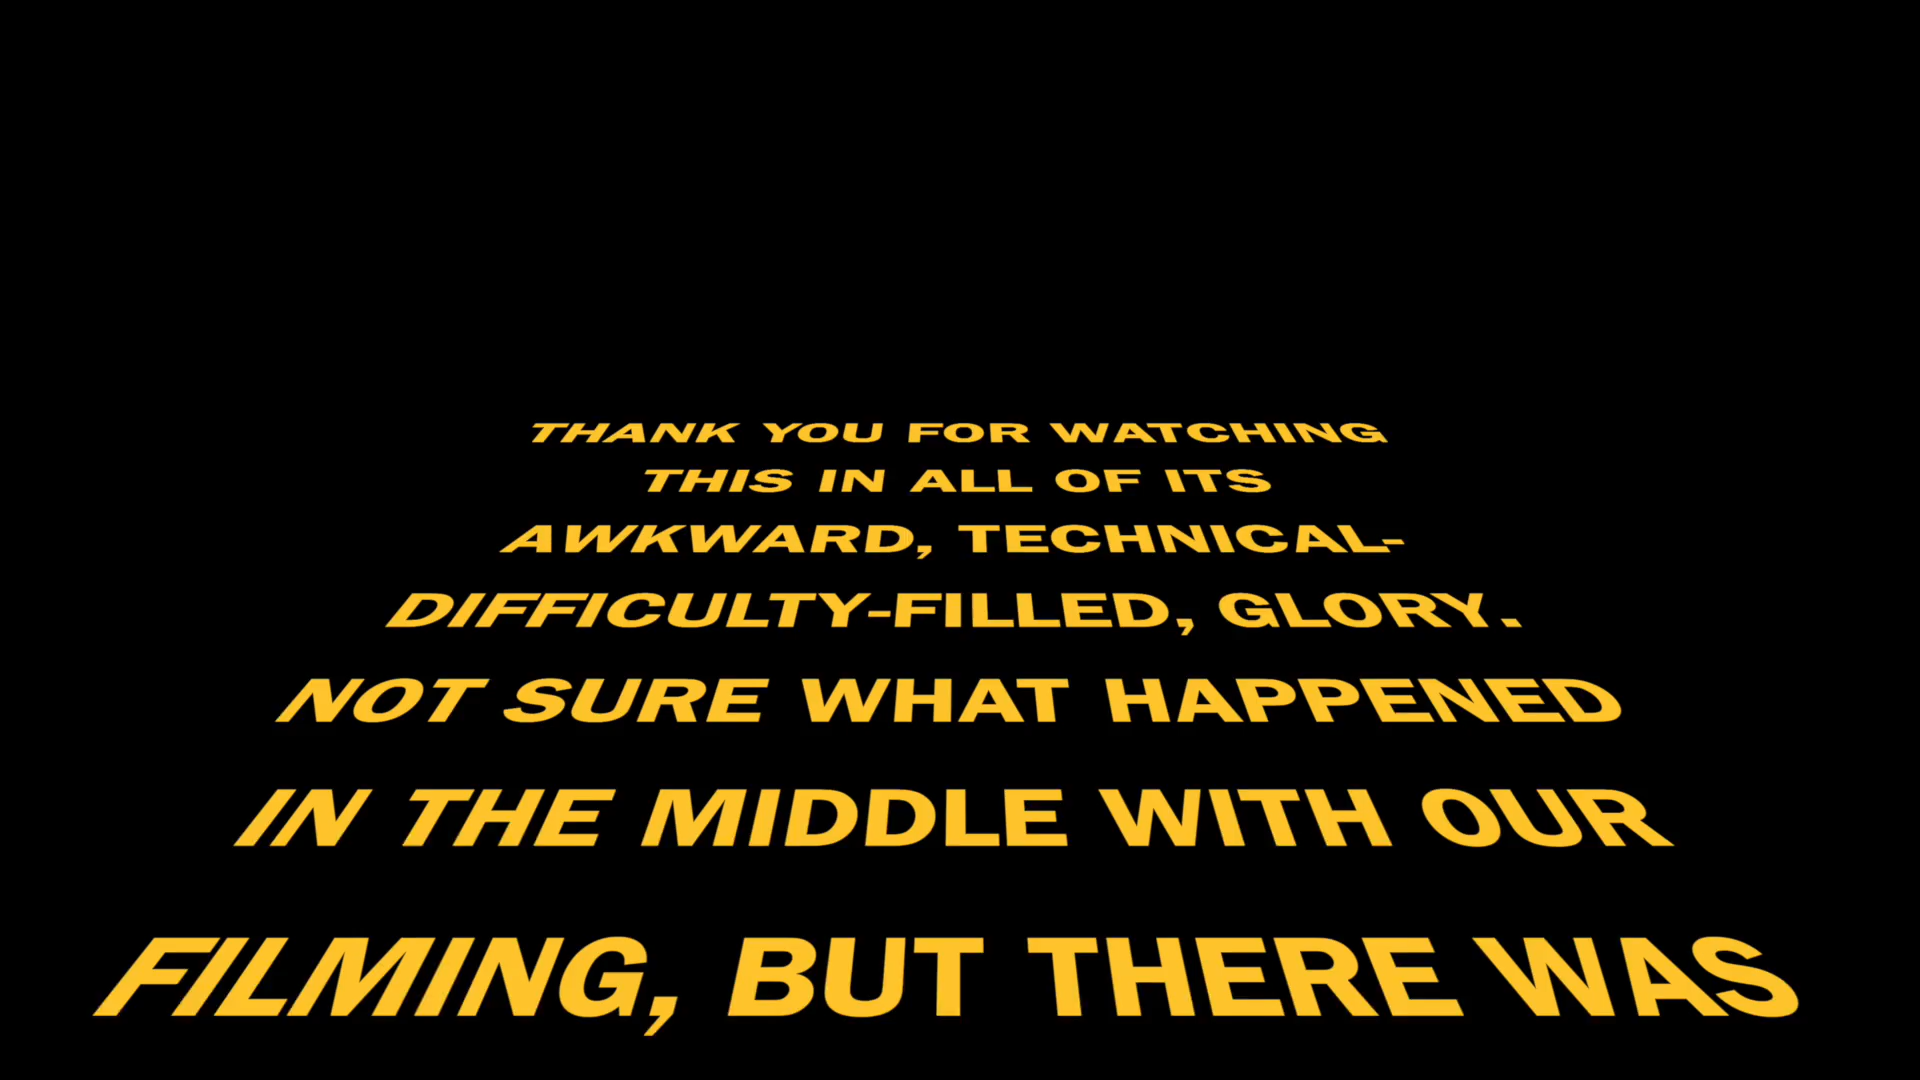 THANK YOU FOR WATCHING
THIS IN ALL OF ITS
AWKWARD, TECHNICAL-
DIFFICULTY-FILLED, GLORY.
NOT SURE WHAT HAPPENED
IN THE MIDDLE WITH OUR
FILMING, BUT THERE WAS